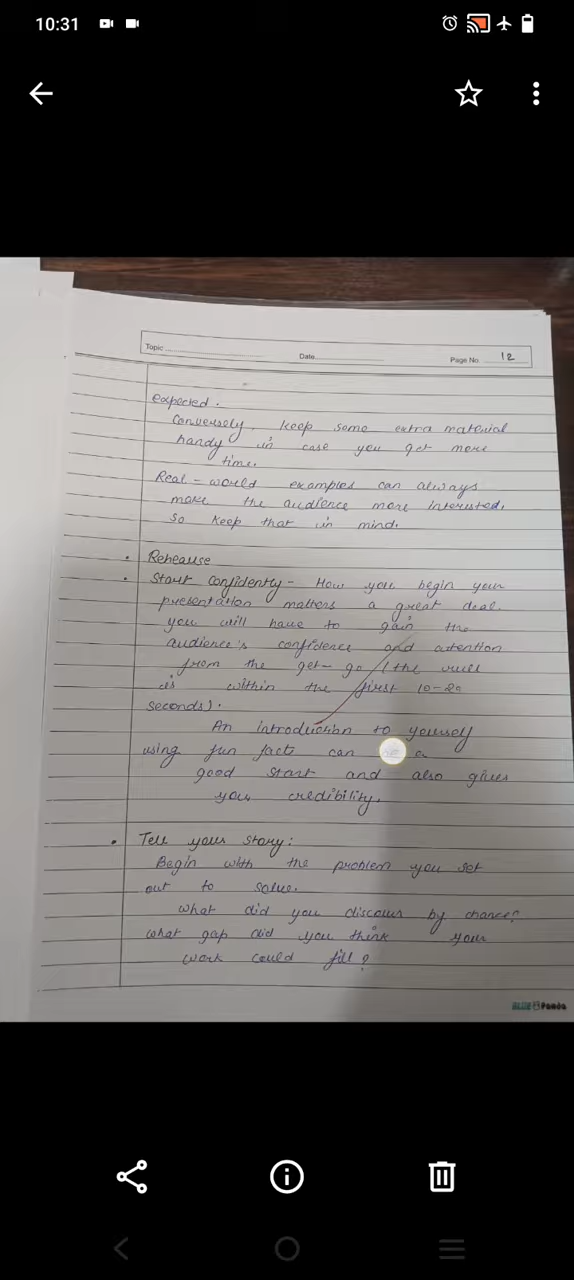 10:31
Topic
Date
Page No. 12
expected.
Conversely, keep some extra material
handy in case you get more
time.
Real-world examples can always
make the audience more interested.
So keep that in mind.
Rehearse
Start confidently - How you begin your
presentation matters a great deal.
you will have to gain the
audience's confidence and attention
from the get-go (the
is within the first 10-20
seconds).
An introduction to yourself
using fun facts can be a
good start and also gives
you credibility.
Tell your story:
Begin with the problem you set
out to solve.
What did you discover by chance?
what gap did you think your
work could fill?
BLUE Panda